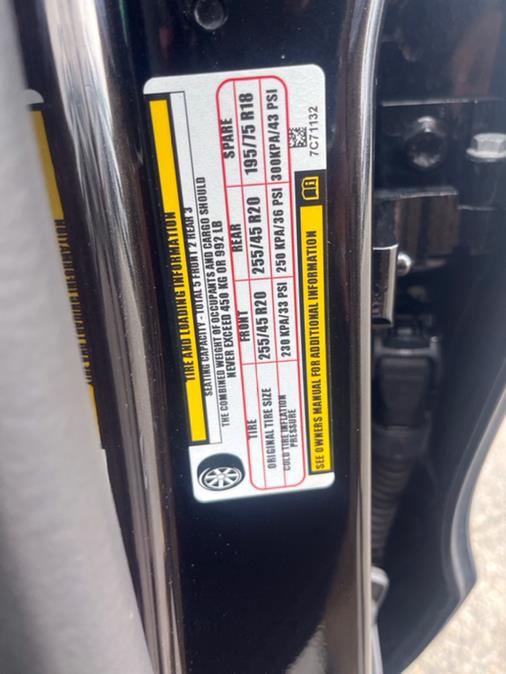 TIRE AND LOADING INFORMATION
SEATING CAPACITY - TOTAL 5 FRONT 2 REAR 3
THE COMBINED WEIGHT OF OCCUPANTS AND CARGO SHOULD
NEVER EXCEED 450 KG OR 992 LB
TIRE FRONT REAR SPARE
ORIGINAL TIRE SIZE 255/45 R20 255/45 R20 195/75 R18
COLD TIRE INFLATION
PRESSURE 230 KPA/33 PSI 250 KPA/36 PSI 300KPA/43 PSI
SEE OWNERS MANUAL FOR ADDITIONAL INFORMATION
7C71132